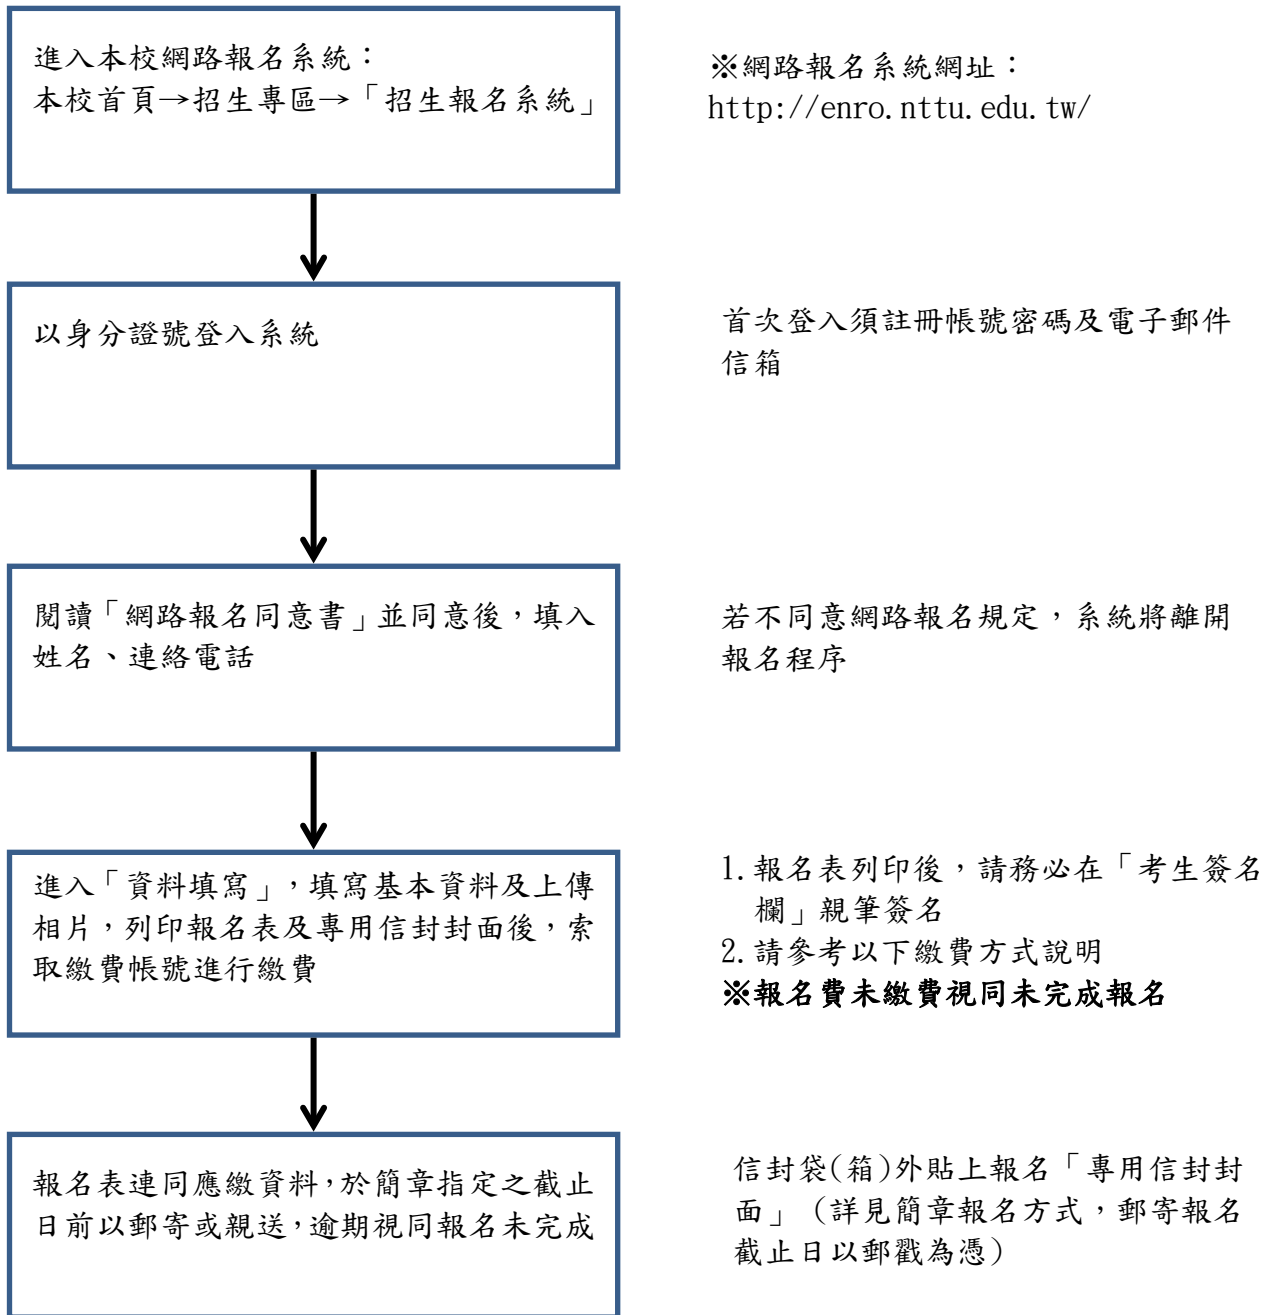 進入本校網路報名系統：
本校首頁→招生專區→「招生報名系統」
※網路報名系統網址：
http://enro.nttu.edu.tw/
以身分證號登入系統
首次登入須註冊帳號密碼及電子郵件
信箱
閱讀「網路報名同意書」並同意後，填入
姓名、連絡電話
若不同意網路報名規定，系統將離開
報名程序
進入「資料填寫」，填寫基本資料及上傳
相片，列印報名表及專用信封封面後，索
取繳費帳號進行繳費
1.報名表列印後，請務必在「考生簽名
欄」親筆簽名
2.請參考以下繳費方式說明
※報名費未繳費視同未完成報名
報名表連同應繳資料，於簡章指定之截止
日前以郵寄或親送，逾期視同報名未完成
信封袋(箱)外貼上報名「專用信封封
面」（詳見簡章報名方式，郵寄報名
截止日以郵戳為憑）